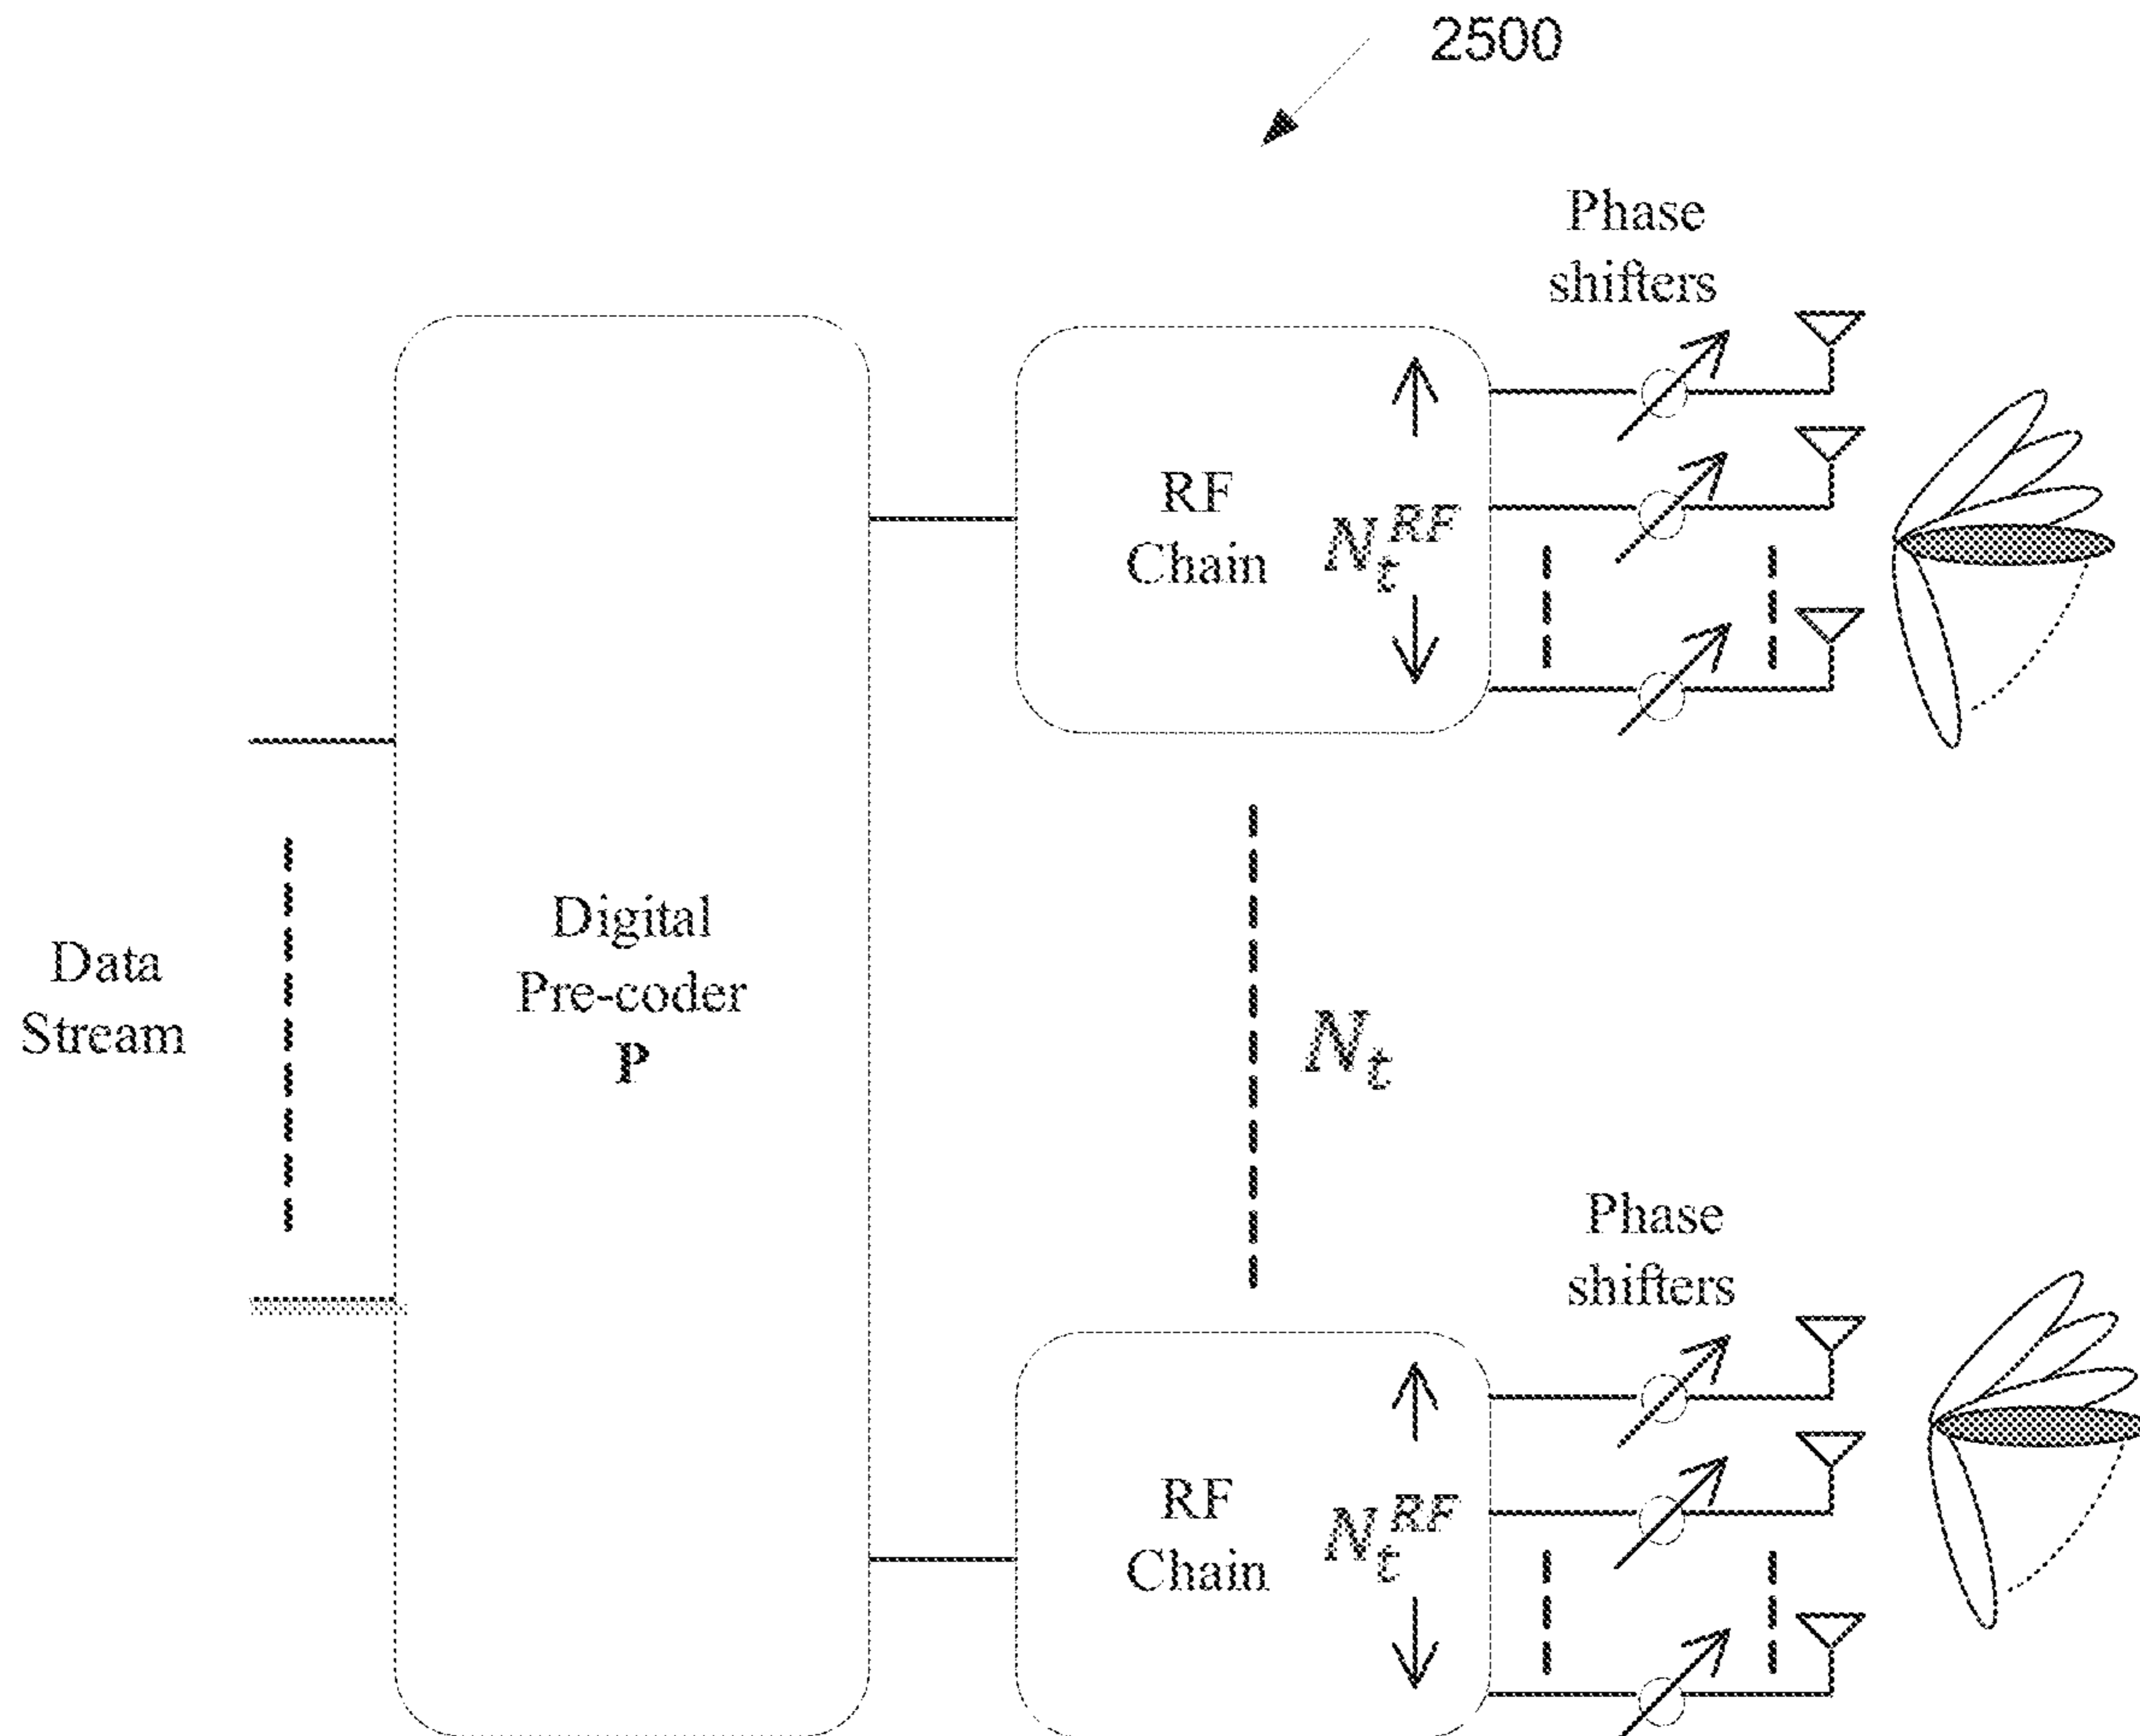 2500
Phase
shifters
RF
Chain
N_t^{RF}
Data
Stream
Digital
Pre-coder
P
N_t
Phase
shifters
RF
Chain
N_t^{RF}